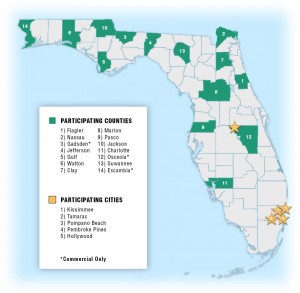 14
6
10
3
4
13
2
5
7
1
8
9
12
11
PARTICIPATING COUNTIES
1) Flagler
2) Nassau
3) Gadsden*
4) Jefferson
5) Gulf
6) Walton
7) Clay
8) Marion
9) Pasco
10) Jackson
11) Charlotte
12) Osceola*
13) Suwannee
14) Escambia*
PARTICIPATING CITIES
1) Kissimmee
2) Tamarac
3) Pompano Beach
4) Pembroke Pines
5) Hollywood
*Commercial Only